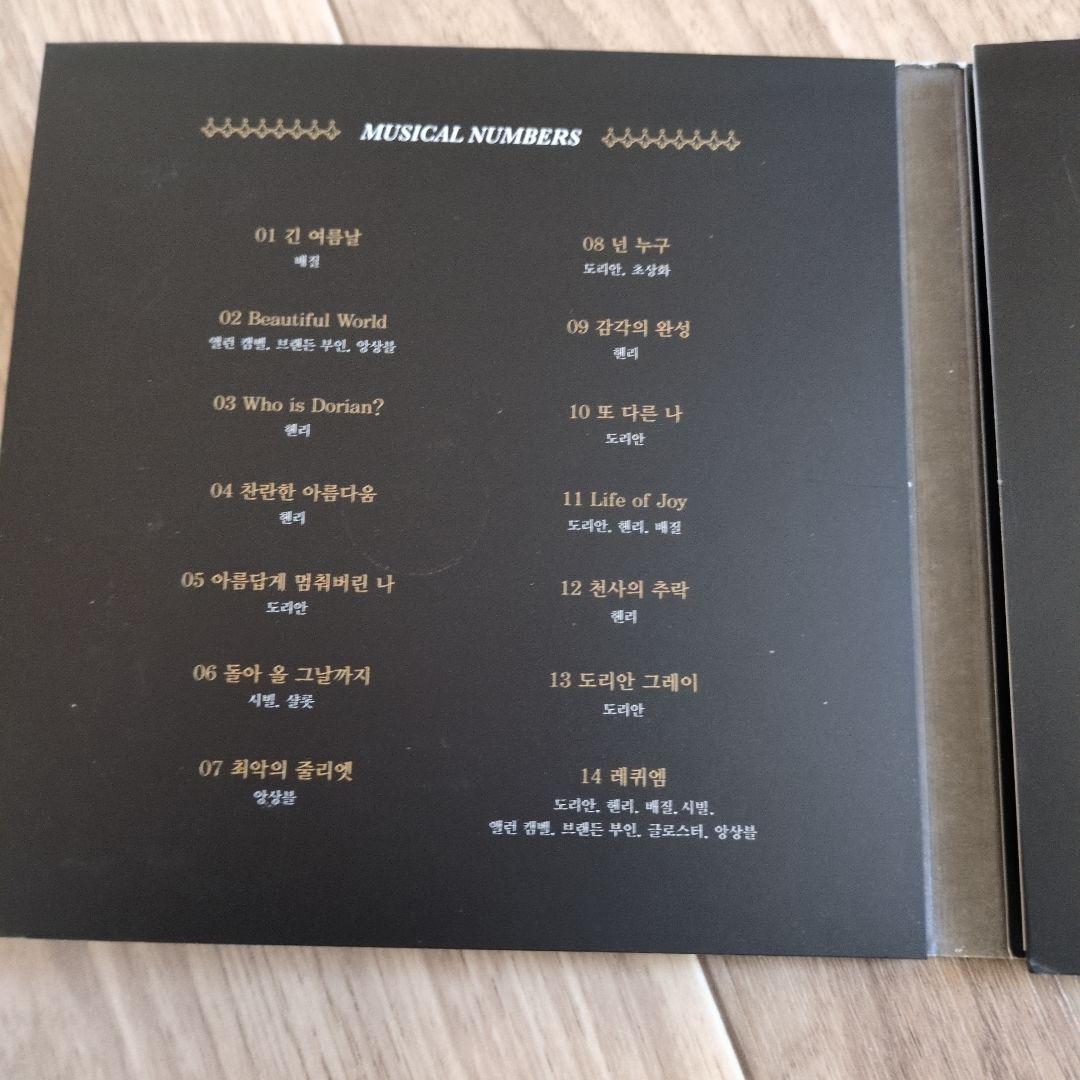 MUSICAL NUMBERS
01 긴 여름날
배질
02 Beautiful World
앨런 캠벨, 브랜든 부인, 앙상블
03 Who is Dorian?
헨리
04 찬란한 아름다움
헨리
05 아름답게 멈춰버린 나
도리안
06 돌아 올 그날까지
시빌, 샬롯
07 최악의 줄리엣
앙상블
08 넌 누구
도리안, 초상화
09 감각의 완성
헨리
10 또 다른 나
도리안
11 Life of Joy
도리안, 헨리, 배질
12 천사의 추락
헨리
13 도리안 그레이
도리안
14 레퀴엠
도리안, 헨리, 배질, 시빌,
앨런 캠벨, 브랜든 부인, 글로스터, 앙상블